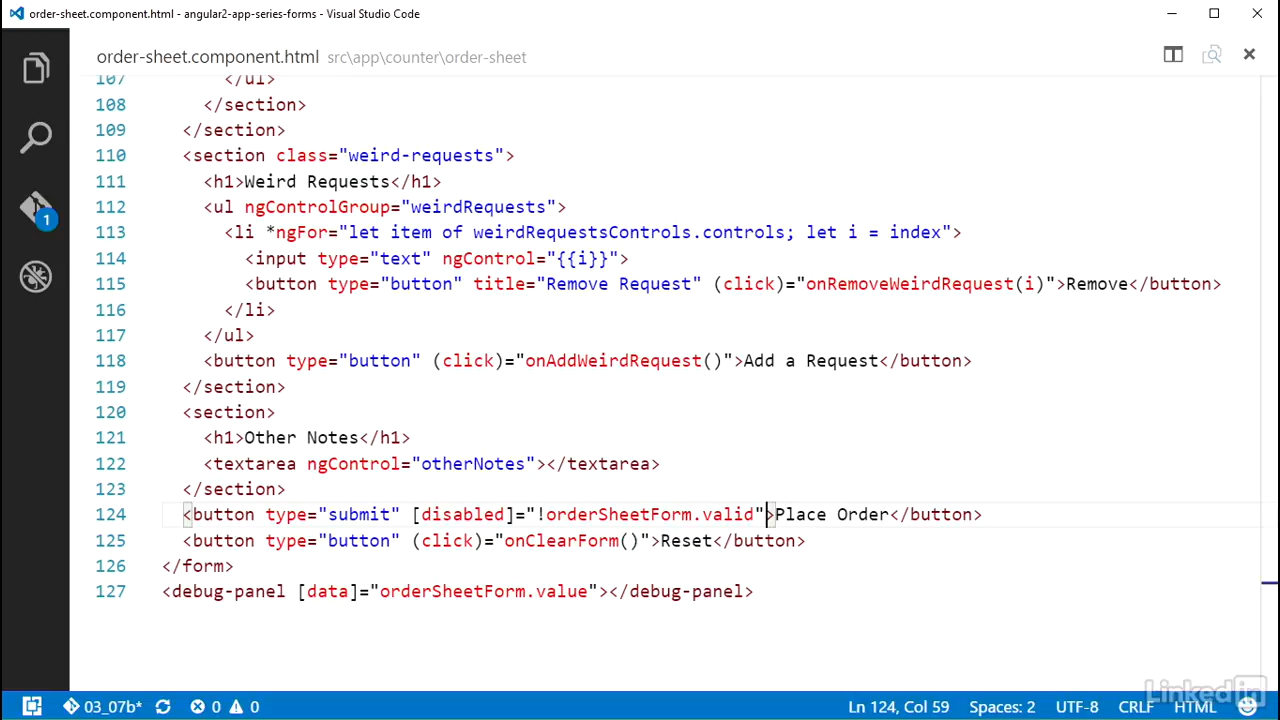 order-sheet.component.html - angular2-app-series-forms - Visual Studio Code
order-sheet.component.html src\app\counter\order-sheet
107 </ul>
108 </section>
109 </section>
110 <section class="weird-requests">
111 <h1>Weird Requests</h1>
112 <ul ngControlGroup="weirdRequests">
113 <li *ngFor="let item of weirdRequestsControls.controls; let i = index">
114 <input type="text" ngControl="{{i}}">
115 <button type="button" title="Remove Request" (click)="onRemoveWeirdRequest(i)">Remove</button>
116 </li>
117 </ul>
118 <button type="button" (click)="onAddWeirdRequest()">Add a Request</button>
119 </section>
120 <section>
121 <h1>Other Notes</h1>
122 <textarea ngControl="otherNotes"></textarea>
123 </section>
124 <button type="submit" [disabled]="!orderSheetForm.valid">Place Order</button>
125 <button type="button" (click)="onClearForm()">Reset</button>
126 </form>
127 <debug-panel [data]="orderSheetForm.value"></debug-panel>
1
03_07b* 0 0 Ln 124, Col 59 Spaces: 2 UTF-8 CRLF HTML
LinkedIn